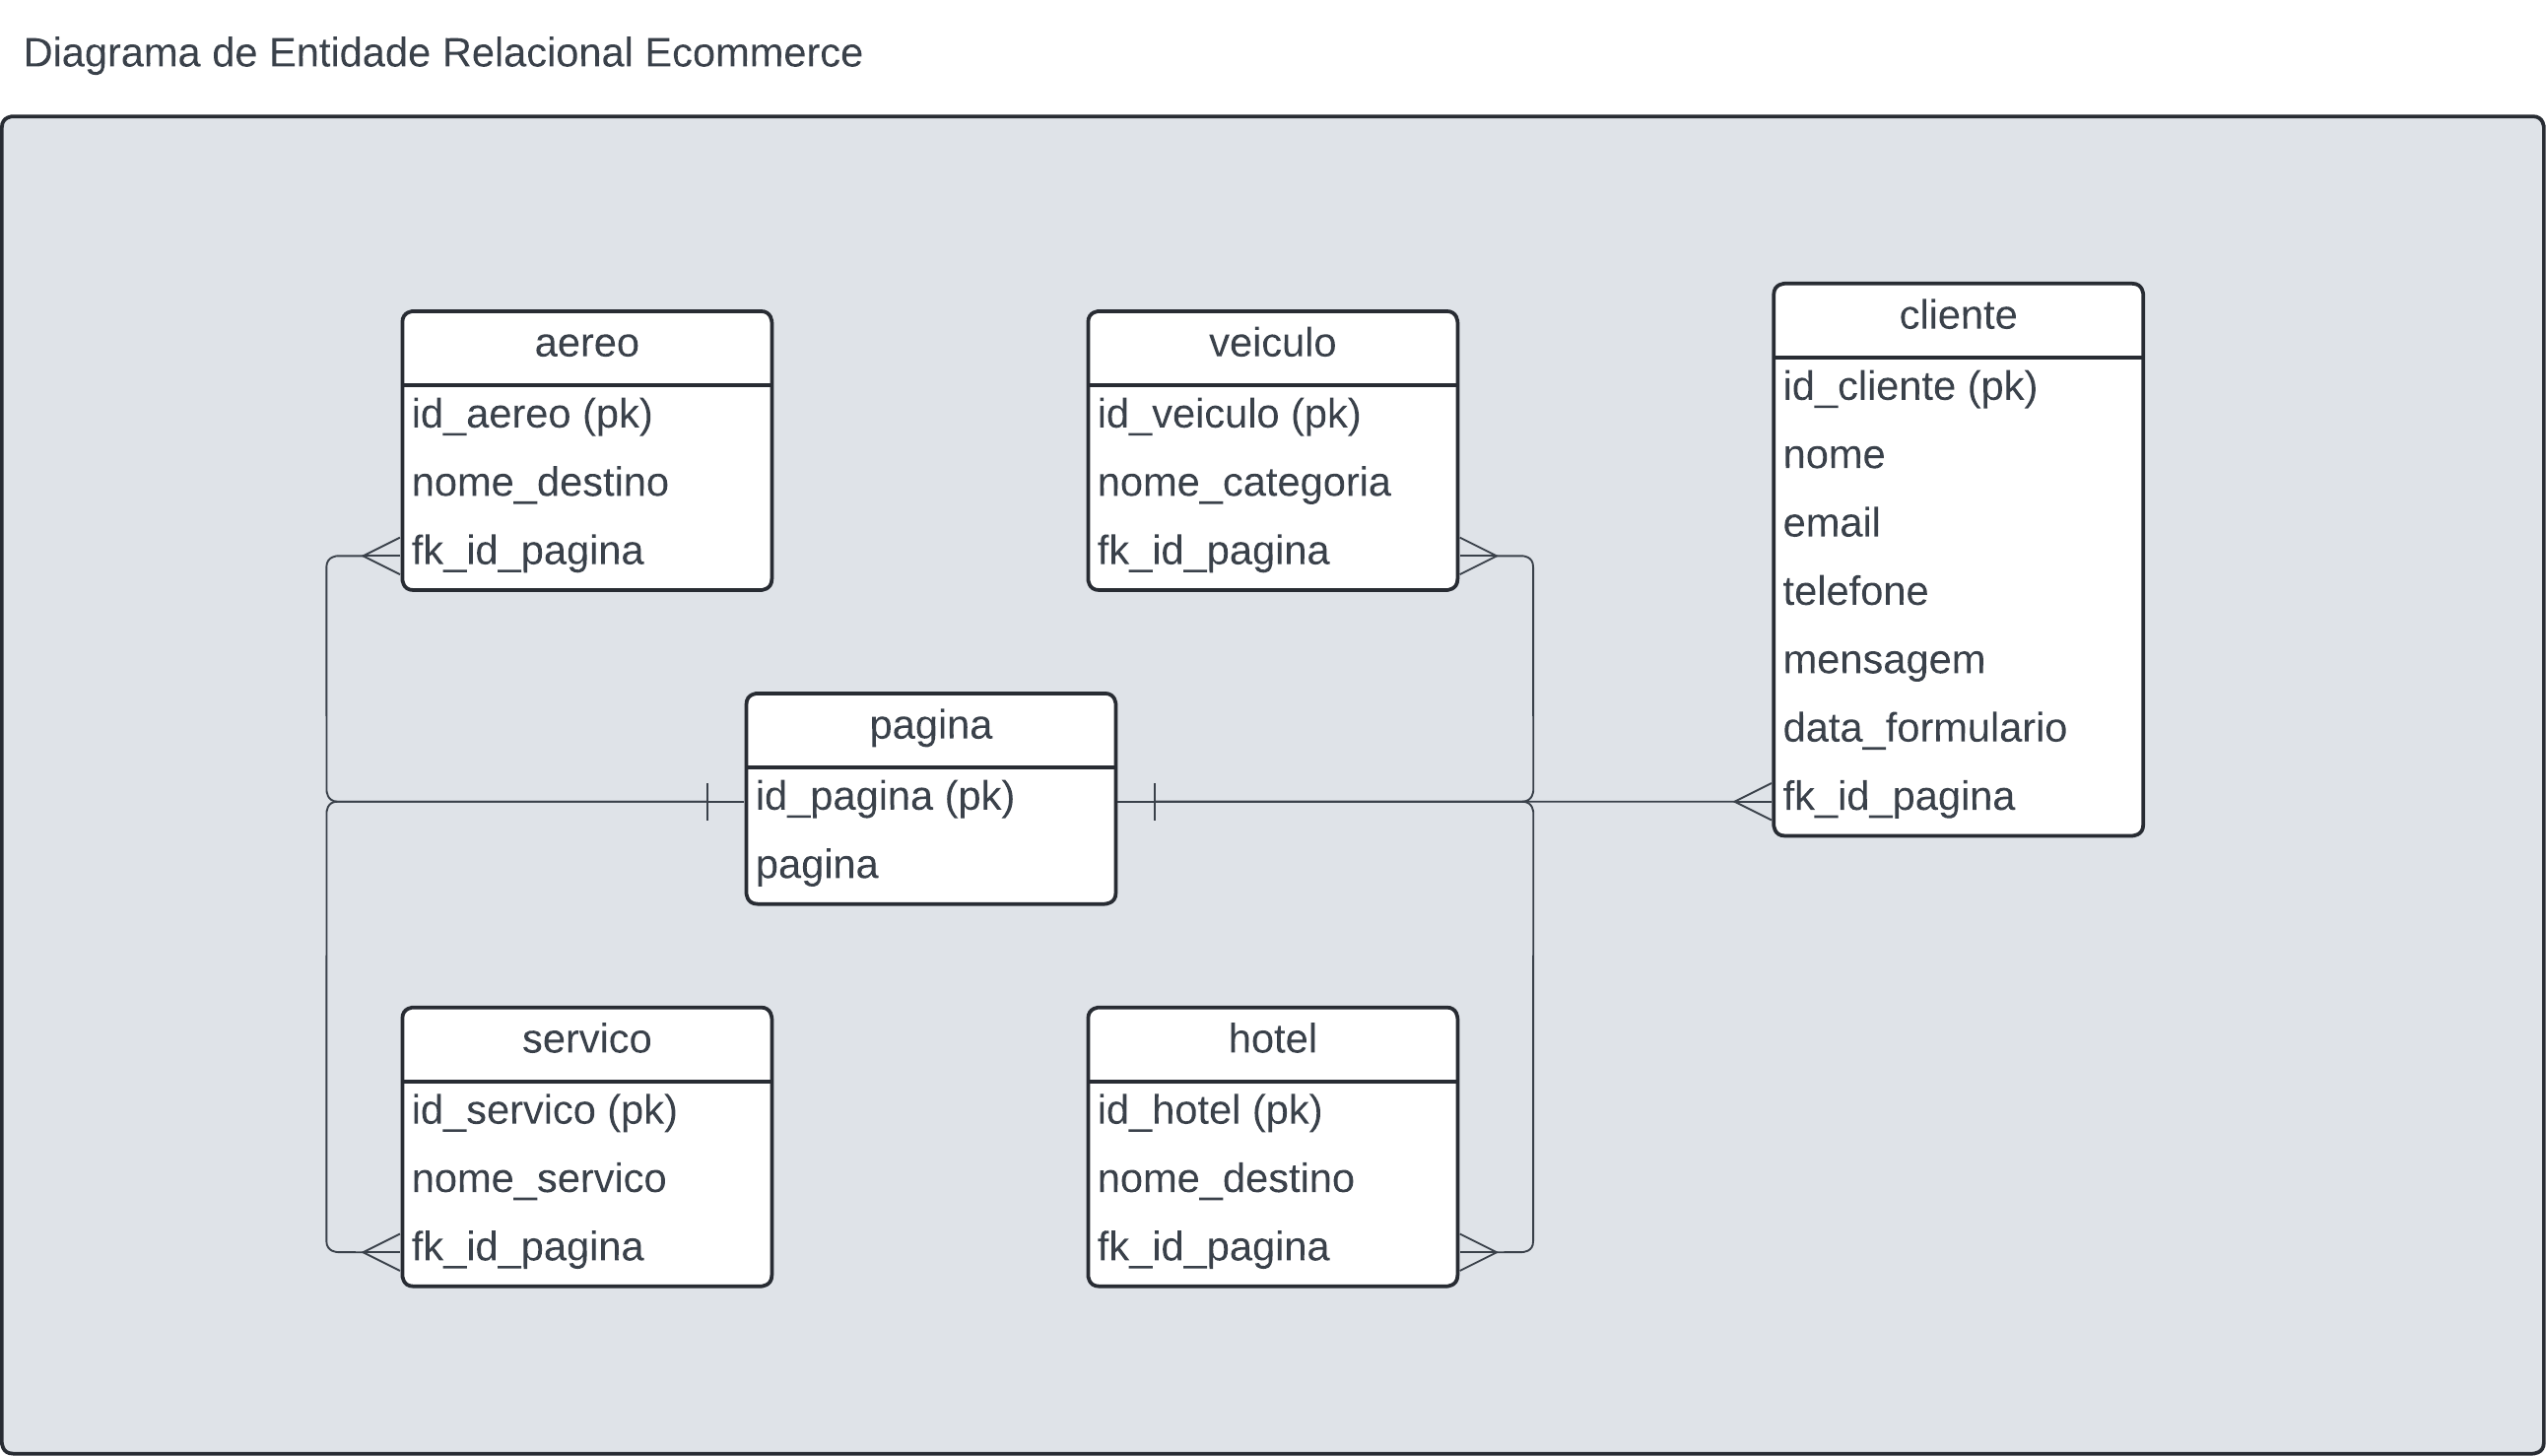 Diagrama de Entidade Relacional Ecommerce
aereo
id_aereo (pk)
nome_destino
fk_id_pagina
veiculo
id_veiculo (pk)
nome_categoria
fk_id_pagina
cliente
id_cliente (pk)
nome
email
telefone
mensagem
data_formulario
fk_id_pagina
pagina
id_pagina (pk)
pagina
servico
id_servico (pk)
nome_servico
fk_id_pagina
hotel
id_hotel (pk)
nome_destino
fk_id_pagina